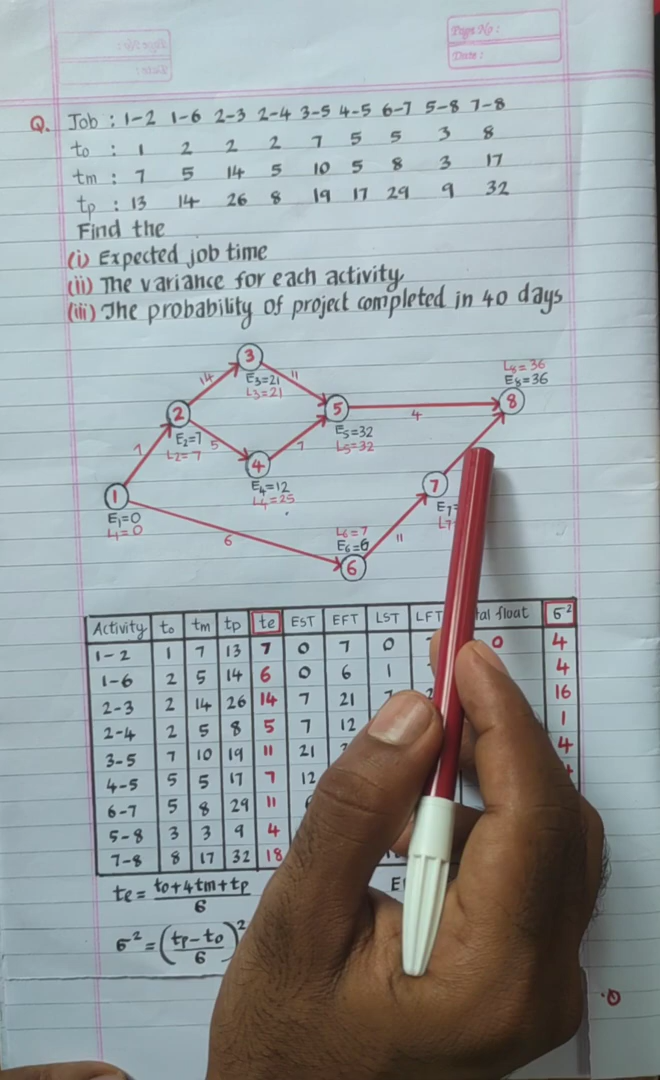 Page No :
Date :
Q. Job : 1-2 1-6 2-3 2-4 3-5 4-5 6-7 5-8 7-8
to : 1 2 2 2 7 5 5 3 8
tm : 7 5 14 5 10 5 8 3 17
tp : 13 14 26 8 19 17 29 9 32
Find the
(i) Expected job time
(ii) The variance for each activity
(iii) The probability of project completed in 40 days
3
14
11
E3=21
L3=21
L8=36
E8=36
2
5
8
4
E2=7
L2=7
5
7
E5=32
L5=32
7
4
E4=12
L4=25
7
1
E1=0
L1=0
6
L6=7
E6=6
11
6
Activity to tm tp te EST EFT LST LFT float σ²
1-2 1 7 13 7 0 7 0 0 4
1-6 2 5 14 6 0 6 1 4
2-3 2 14 26 14 7 21 16
2-4 2 5 8 5 7 12 1
3-5 7 10 19 11 21 4
4-5 5 5 17 7 12
6-7 5 8 29 11
5-8 3 3 9 4
7-8 8 17 32 18
te = to+4tm+tp / 6
σ² = (tp-to / 6)²